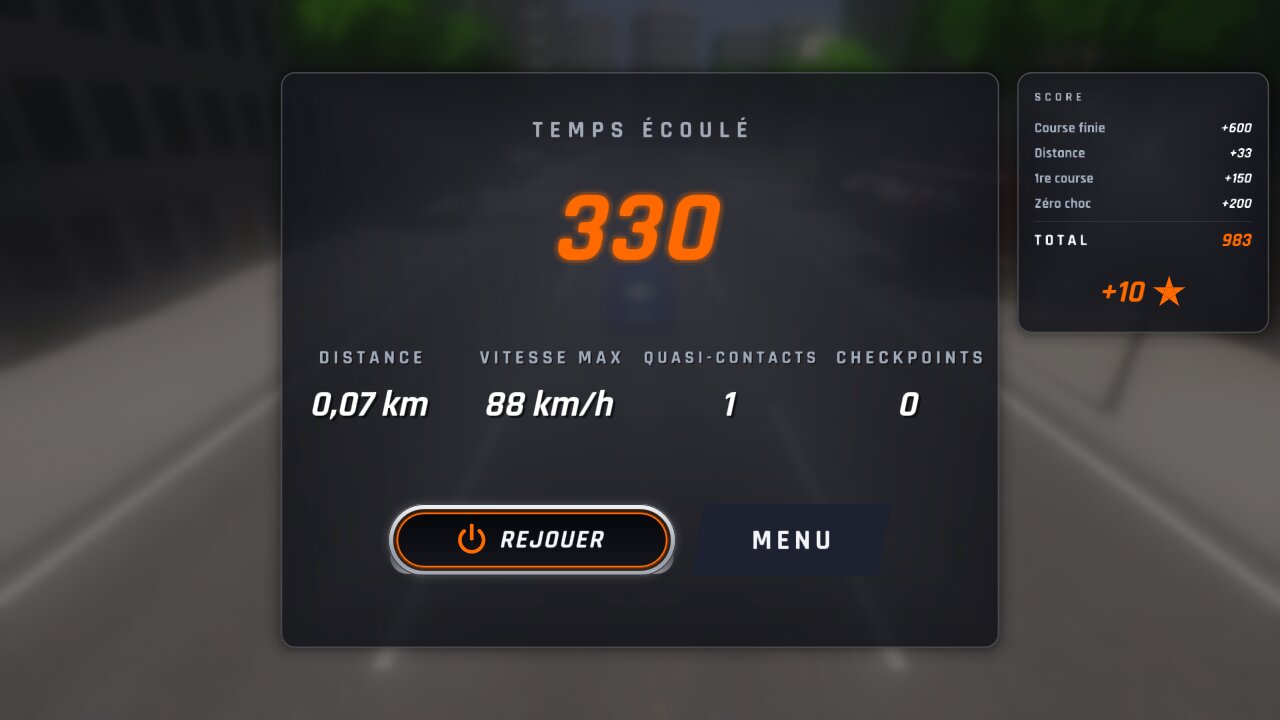 TEMPS ÉCOULÉ
330
DISTANCE VITESSE MAX QUASI-CONTACTS CHECKPOINTS
0,07 km 88 km/h 1 0
REJOUER MENU
SCORE
Course finie +600
Distance +33
1re course +150
Zéro choc +200
TOTAL 983
+10